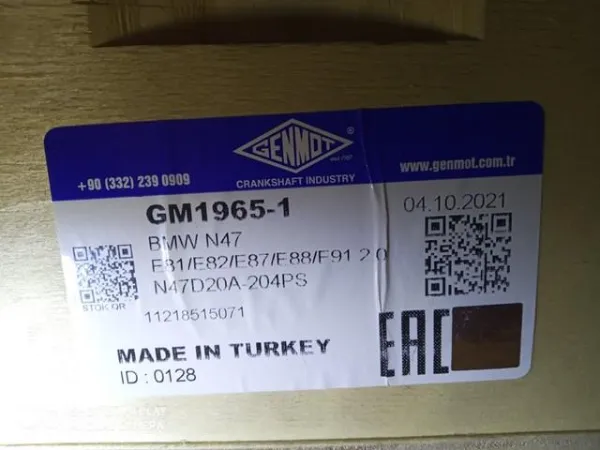 GENMOT ®
CRANKSHAFT INDUSTRY
+90 (332) 239 0909
www.genmot.com.tr
GM1965-1
04.10.2021
BMW N47
E81/E82/E87/E88/E91 2.0
N47D20A-204PS
STOK QR
11218515071
MADE IN TURKEY
EAC
ID : 0128